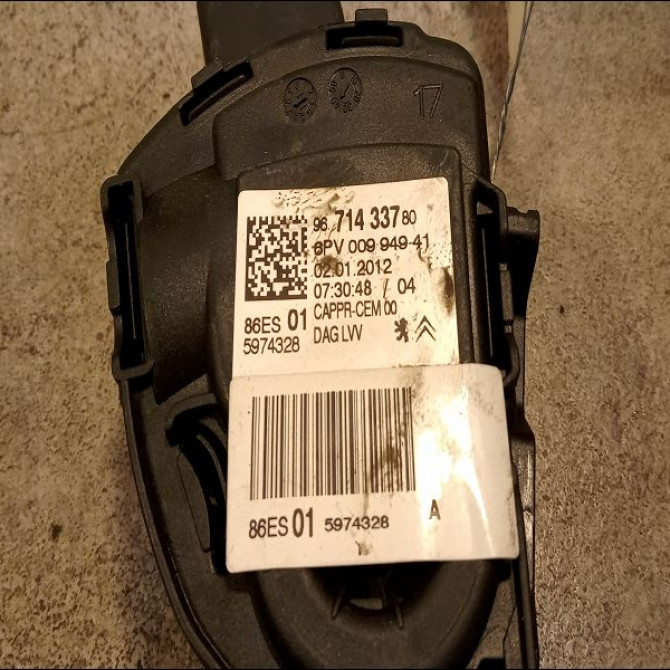 17
96 714 337 80
6PV 009 949-41
02.01.2012
07:30:48 / 04
CAPPR-CEM 00
DAG LVV
86ES 01
5974328
86ES 01 5974328 A